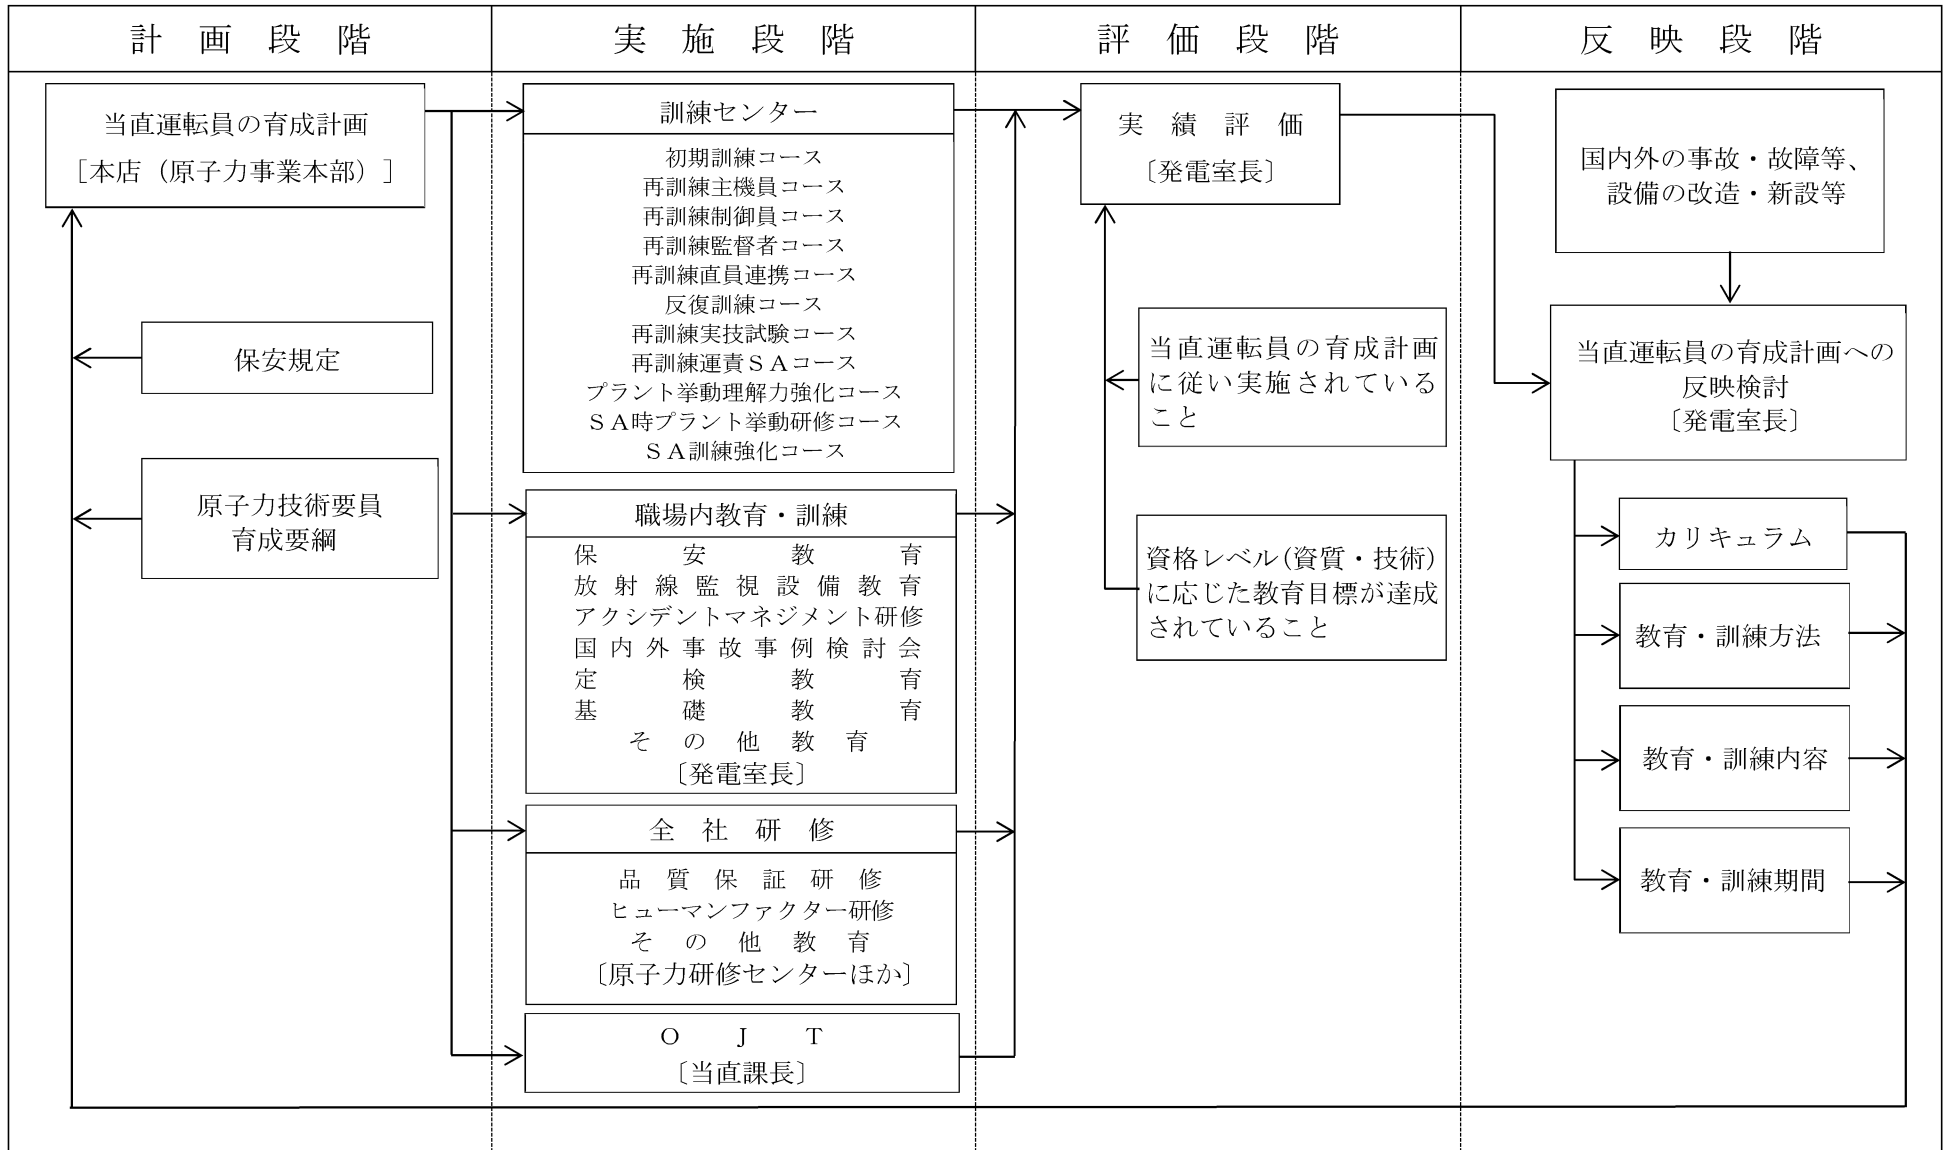 計画段階
実施段階
評価段階
反映段階
当直運転員の育成計画
[本店（原子力事業本部）]
保安規定
原子力技術要員
育成要綱
訓練センター
初期訓練コース
再訓練主機員コース
再訓練制御員コース
再訓練監督者コース
再訓練直員連携コース
反復訓練コース
再訓練実技試験コース
再訓練運責ＳＡコース
プラント挙動理解力強化コース
ＳＡ時プラント挙動研修コース
ＳＡ訓練強化コース
職場内教育・訓練
保安教育
放射線監視設備教育
アクシデントマネジメント研修
国内外事故事例検討会
定検教育
基礎教育
その他教育
〔発電室長〕
全社研修
品質保証研修
ヒューマンファクター研修
その他教育
〔原子力研修センターほか〕
ＯＪＴ
〔当直課長〕
実績評価
〔発電室長〕
当直運転員の育成計画
に従い実施されている
こと
資格レベル(資質・技術)
に応じた教育目標が達成
されていること
国内外の事故・故障等、
設備の改造・新設等
当直運転員の育成計画への
反映検討
〔発電室長〕
カリキュラム
教育・訓練方法
教育・訓練内容
教育・訓練期間